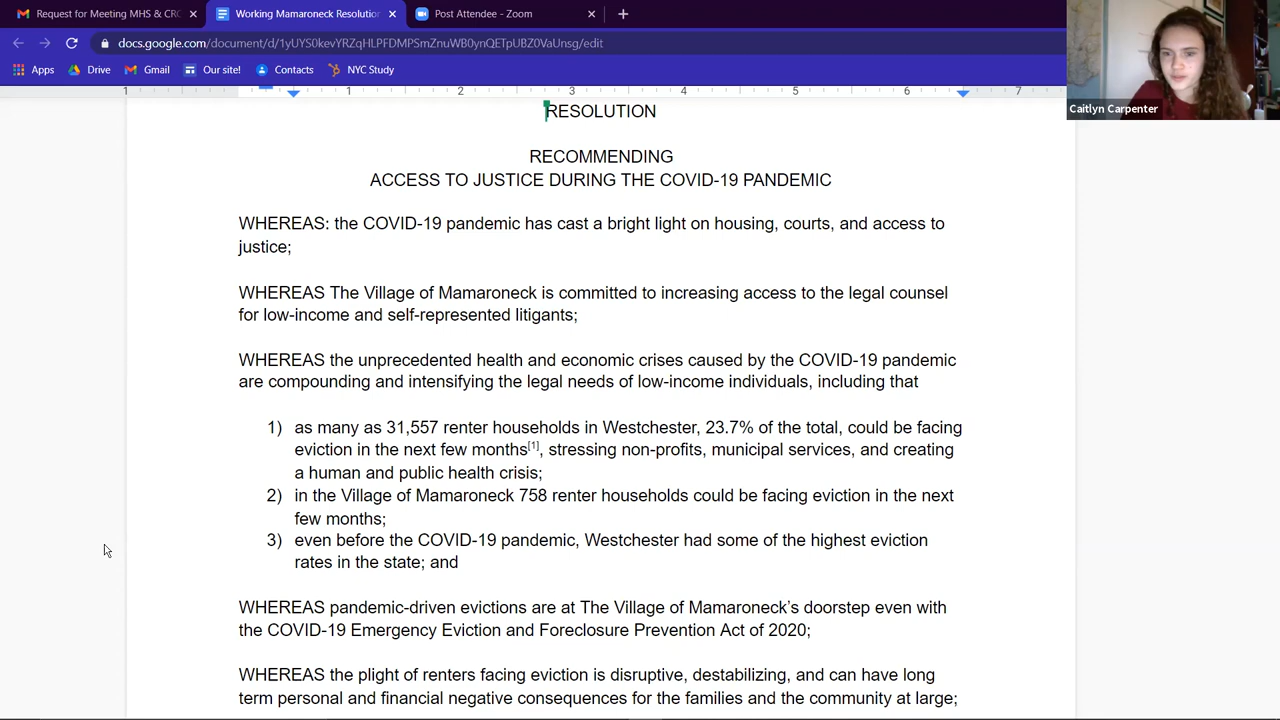 Request for Meeting MHS & CRC
Working Mamaroneck Resolution
Post Attendee - Zoom
docs.google.com/document/d/1yUYS0kevYRZqHLPFDMPSmZnuWB0ynQETpUBZ0VaUnsg/edit
Apps
Drive
Gmail
Our site!
Contacts
NYC Study
Caitlyn Carpenter
1 1 2 3 4 5 6 7
RESOLUTION
RECOMMENDING
ACCESS TO JUSTICE DURING THE COVID-19 PANDEMIC
WHEREAS: the COVID-19 pandemic has cast a bright light on housing, courts, and access to
justice;
WHEREAS The Village of Mamaroneck is committed to increasing access to the legal counsel
for low-income and self-represented litigants;
WHEREAS the unprecedented health and economic crises caused by the COVID-19 pandemic
are compounding and intensifying the legal needs of low-income individuals, including that
1) as many as 31,557 renter households in Westchester, 23.7% of the total, could be facing
eviction in the next few months[1], stressing non-profits, municipal services, and creating
a human and public health crisis;
2) in the Village of Mamaroneck 758 renter households could be facing eviction in the next
few months;
3) even before the COVID-19 pandemic, Westchester had some of the highest eviction
rates in the state; and
WHEREAS pandemic-driven evictions are at The Village of Mamaroneck’s doorstep even with
the COVID-19 Emergency Eviction and Foreclosure Prevention Act of 2020;
WHEREAS the plight of renters facing eviction is disruptive, destabilizing, and can have long
term personal and financial negative consequences for the families and the community at large;